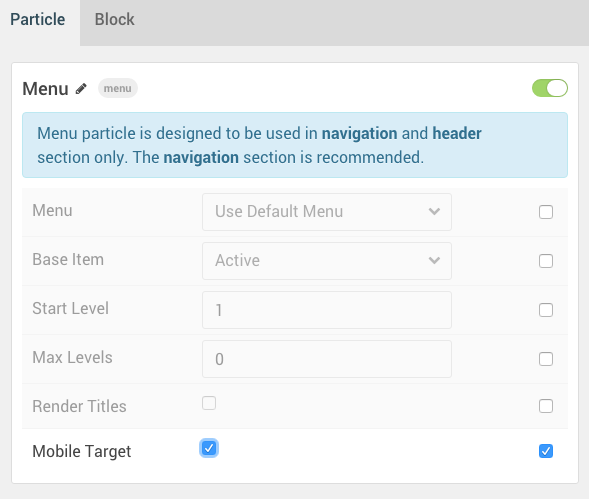 Particle Block
Menu menu
Menu particle is designed to be used in navigation and header
section only. The navigation section is recommended.
Menu Use Default Menu
Base Item Active
Start Level 1
Max Levels 0
Render Titles
Mobile Target